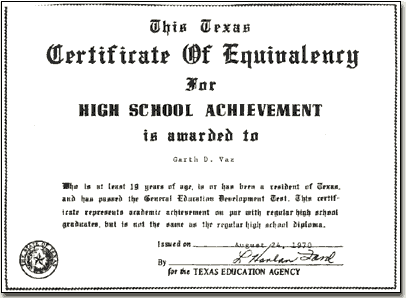 This Texas
Certificate Of Equivalency
For
HIGH SCHOOL ACHIEVEMENT
is awarded to
Garth D. Vaz
Who is at least 19 years of age, is or has been a resident of Texas,
and has passed the General Education Development Test. This certif-
icate represents academic achievement on par with regular high school
graduates, but is not the same as the regular high school diploma.
Issued on August 24, 1970
By L Harlan Ford
for the TEXAS EDUCATION AGENCY